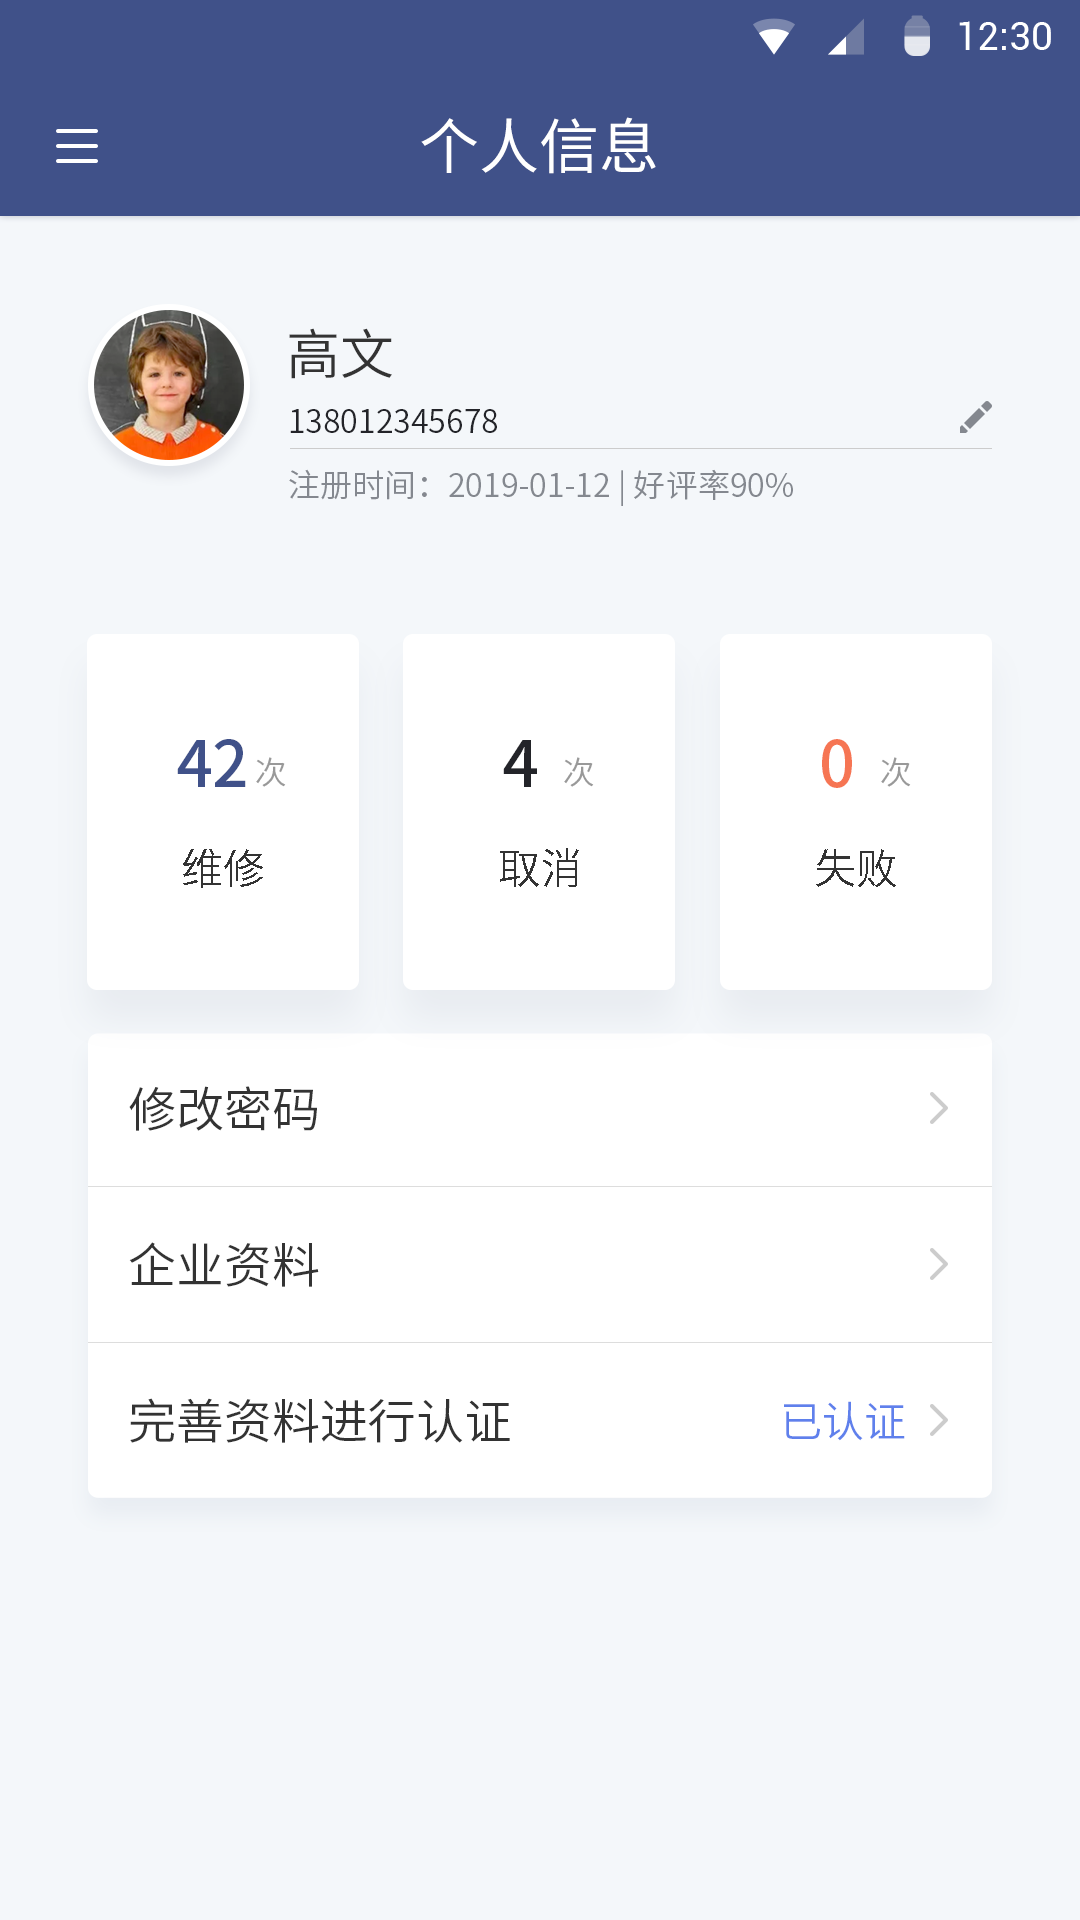 12:30
个人信息
高文
138012345678
注册时间：2019-01-12 | 好评率90%
42 次
维修
4 次
取消
0 次
失败
修改密码
企业资料
完善资料进行认证 已认证